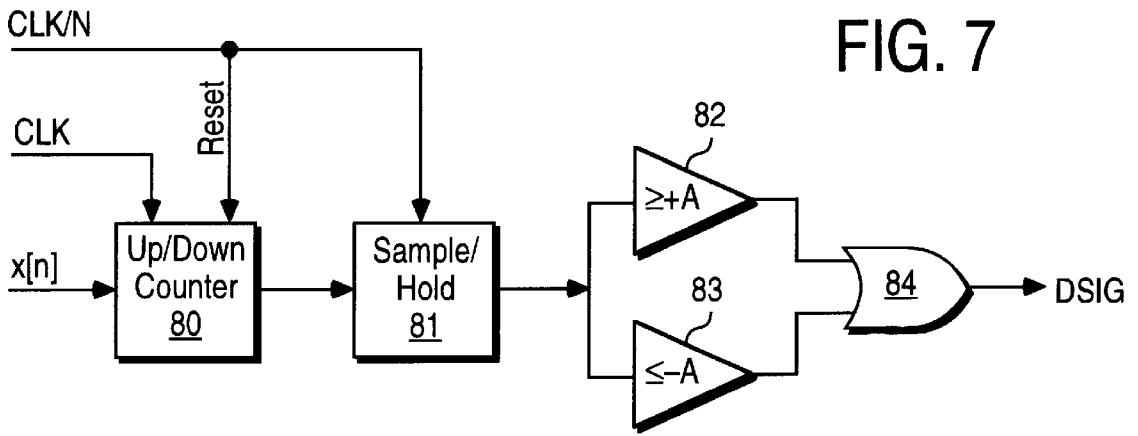 FIG. 7
CLK/N
Reset
CLK
x[n]
Up/Down
Counter
80
Sample/
Hold
81
82
≥+A
83
≤–A
84
DSIG